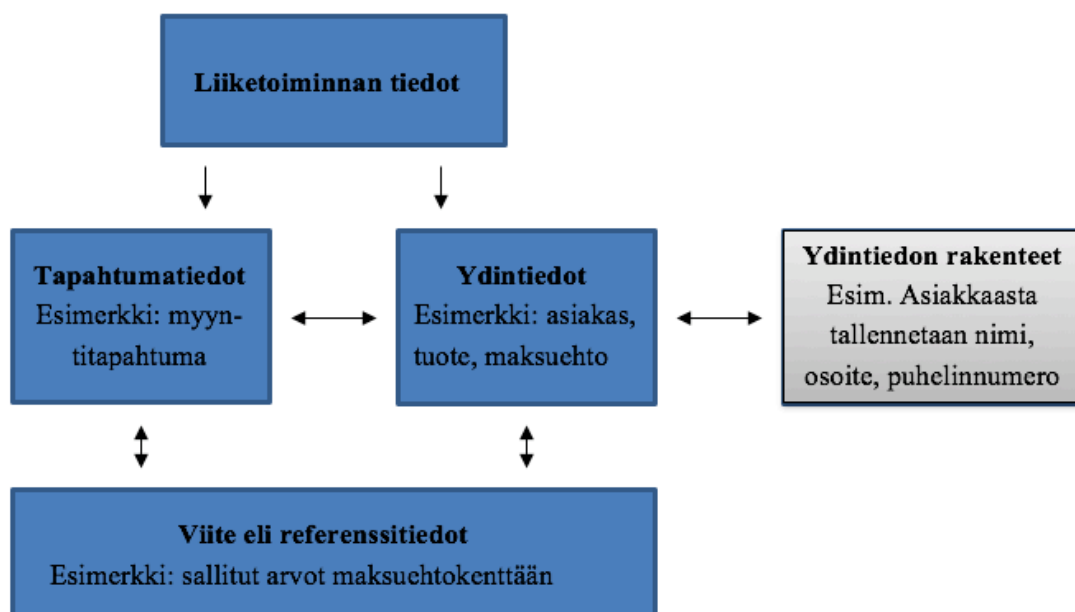 Liiketoiminnan tiedot
Tapahtumatiedot
Esimerkki: myyn-
titapahtuma
Ydintiedot
Esimerkki: asiakas,
tuote, maksuehto
Ydintiedon rakenteet
Esim. Asiakkaasta
tallennetaan nimi,
osoite, puhelinnumero
Viite eli referenssitiedot
Esimerkki: sallitut arvot maksuehtokenttään